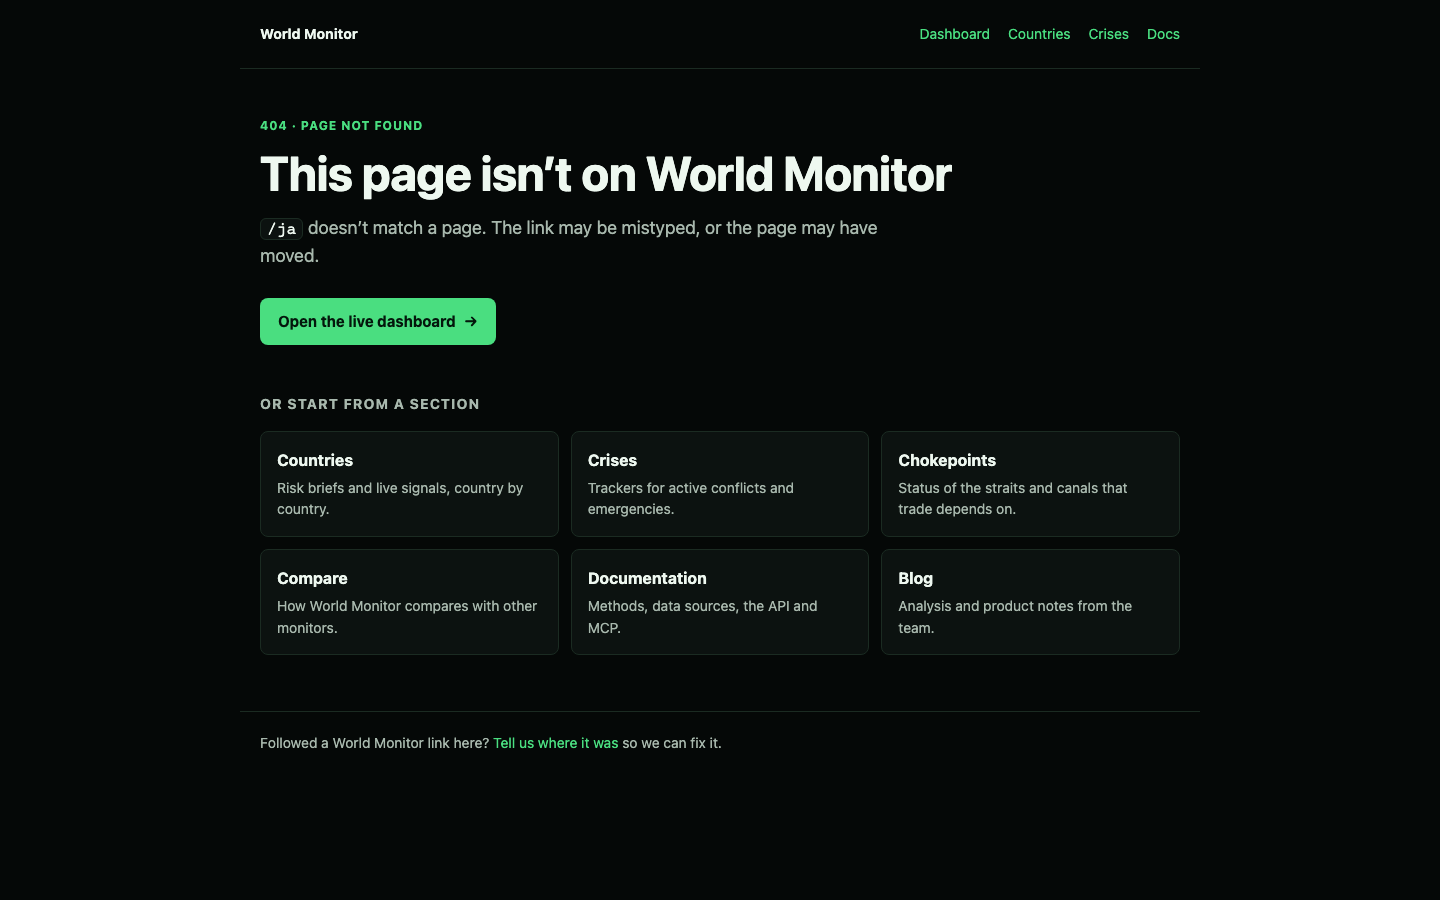 World Monitor
Dashboard Countries Crises Docs
404 · PAGE NOT FOUND
This page isn’t on World Monitor
/ja doesn’t match a page. The link may be mistyped, or the page may have
moved.
Open the live dashboard →
OR START FROM A SECTION
Countries
Risk briefs and live signals, country by
country.
Crises
Trackers for active conflicts and
emergencies.
Chokepoints
Status of the straits and canals that
trade depends on.
Compare
How World Monitor compares with other
monitors.
Documentation
Methods, data sources, the API and
MCP.
Blog
Analysis and product notes from the
team.
Followed a World Monitor link here? Tell us where it was so we can fix it.